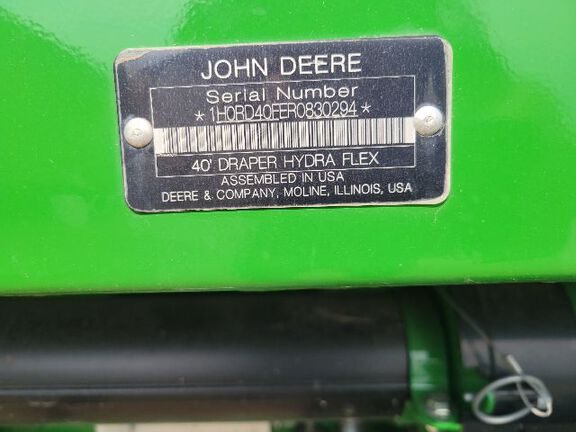 JOHN DEERE
Serial Number
*1H0RD40FER0830294*
40' DRAPER HYDRA FLEX
ASSEMBLED IN USA
DEERE & COMPANY, MOLINE, ILLINOIS, USA